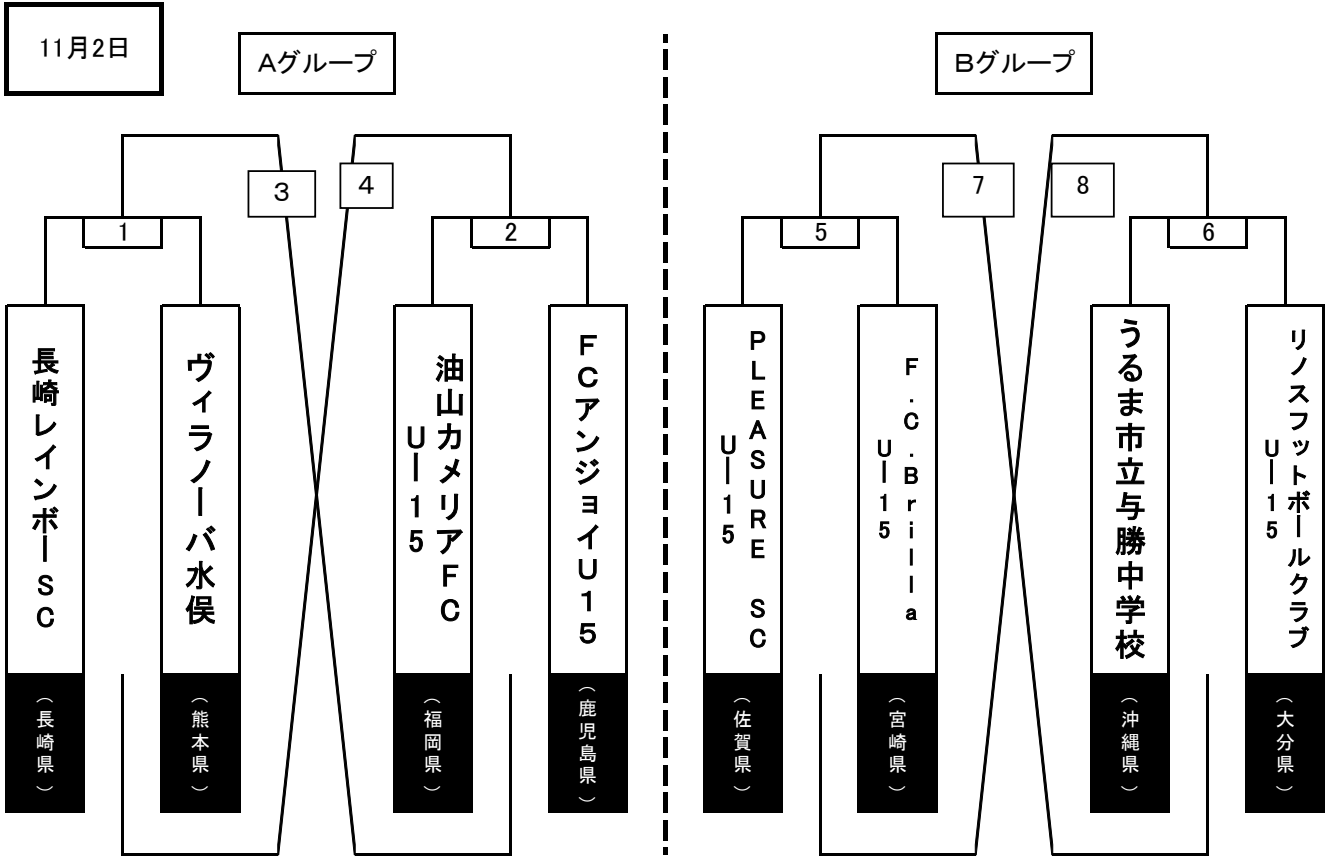 11月2日
Aグループ
Bグループ
3
4
7
8
1
2
5
6
長崎レインボーSC
ヴィラノーバ水俣
油山カメリアFC
U―15
FCアンジョイU15
PLEASURE SC
U―15
F.C.Brilla
U―15
うるま市立与勝中学校
リノスフットボールクラブ
U―15
（長崎県）
（熊本県）
（福岡県）
（鹿児島県）
（佐賀県）
（宮崎県）
（沖縄県）
（大分県）